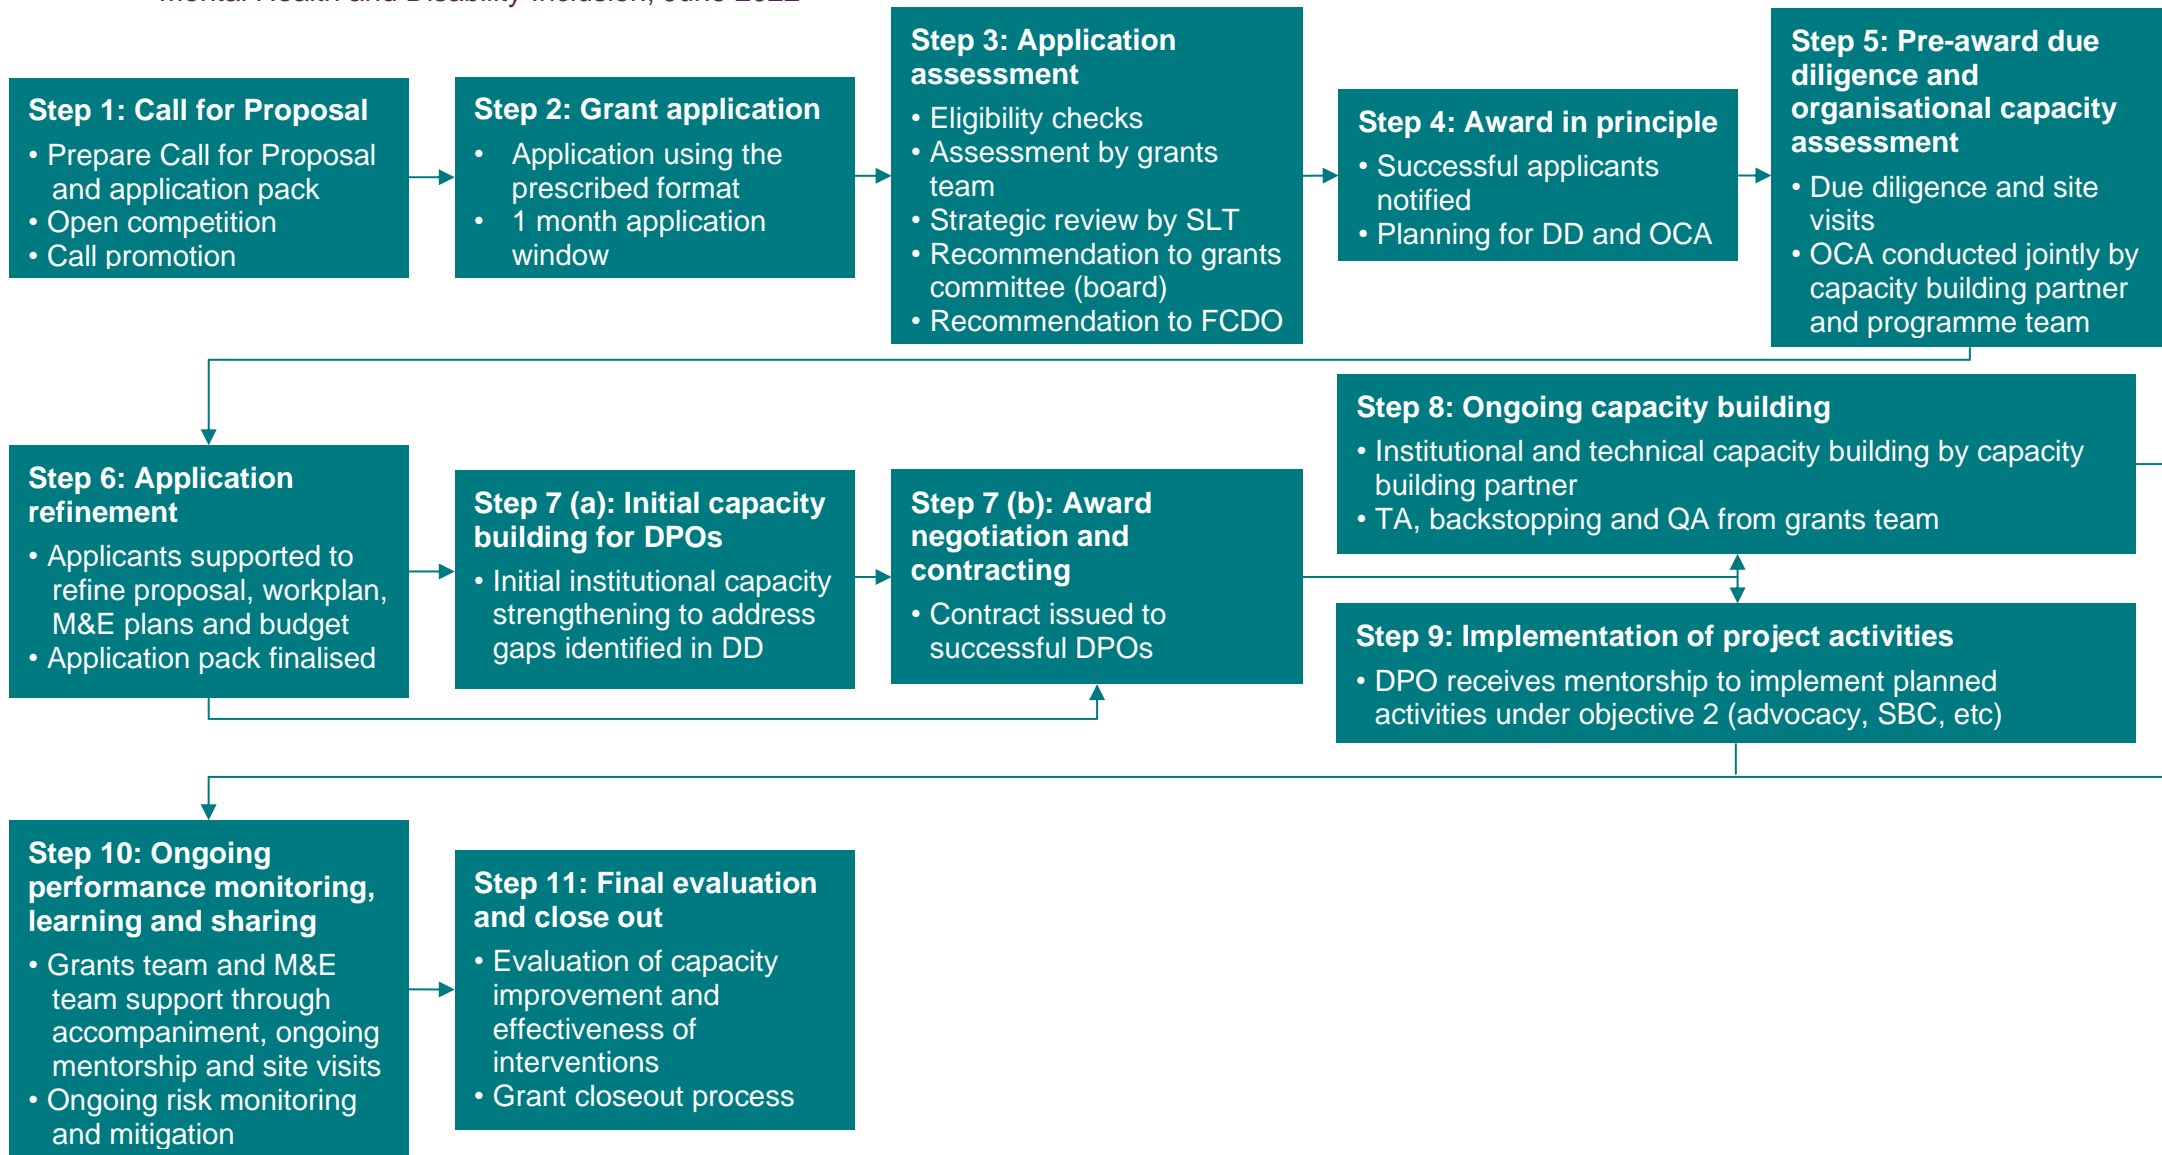 Mental Health and Disability Inclusion, June 2022
Step 1: Call for Proposal
• Prepare Call for Proposal
and application pack
• Open competition
• Call promotion
Step 2: Grant application
• Application using the
prescribed format
• 1 month application
window
Step 3: Application
assessment
• Eligibility checks
• Assessment by grants
team
• Strategic review by SLT
• Recommendation to grants
committee (board)
• Recommendation to FCDO
Step 4: Award in principle
• Successful applicants
notified
• Planning for DD and OCA
Step 5: Pre-award due
diligence and
organisational capacity
assessment
• Due diligence and site
visits
• OCA conducted jointly by
capacity building partner
and programme team
Step 6: Application
refinement
• Applicants supported to
refine proposal, workplan,
M&E plans and budget
• Application pack finalised
Step 7 (a): Initial capacity
building for DPOs
• Initial institutional capacity
strengthening to address
gaps identified in DD
Step 7 (b): Award
negotiation and
contracting
• Contract issued to
successful DPOs
Step 8: Ongoing capacity building
• Institutional and technical capacity building by capacity
building partner
• TA, backstopping and QA from grants team
Step 9: Implementation of project activities
• DPO receives mentorship to implement planned
activities under objective 2 (advocacy, SBC, etc)
Step 10: Ongoing
performance monitoring,
learning and sharing
• Grants team and M&E
team support through
accompaniment, ongoing
mentorship and site visits
• Ongoing risk monitoring
and mitigation
Step 11: Final evaluation
and close out
• Evaluation of capacity
improvement and
effectiveness of
interventions
• Grant closeout process